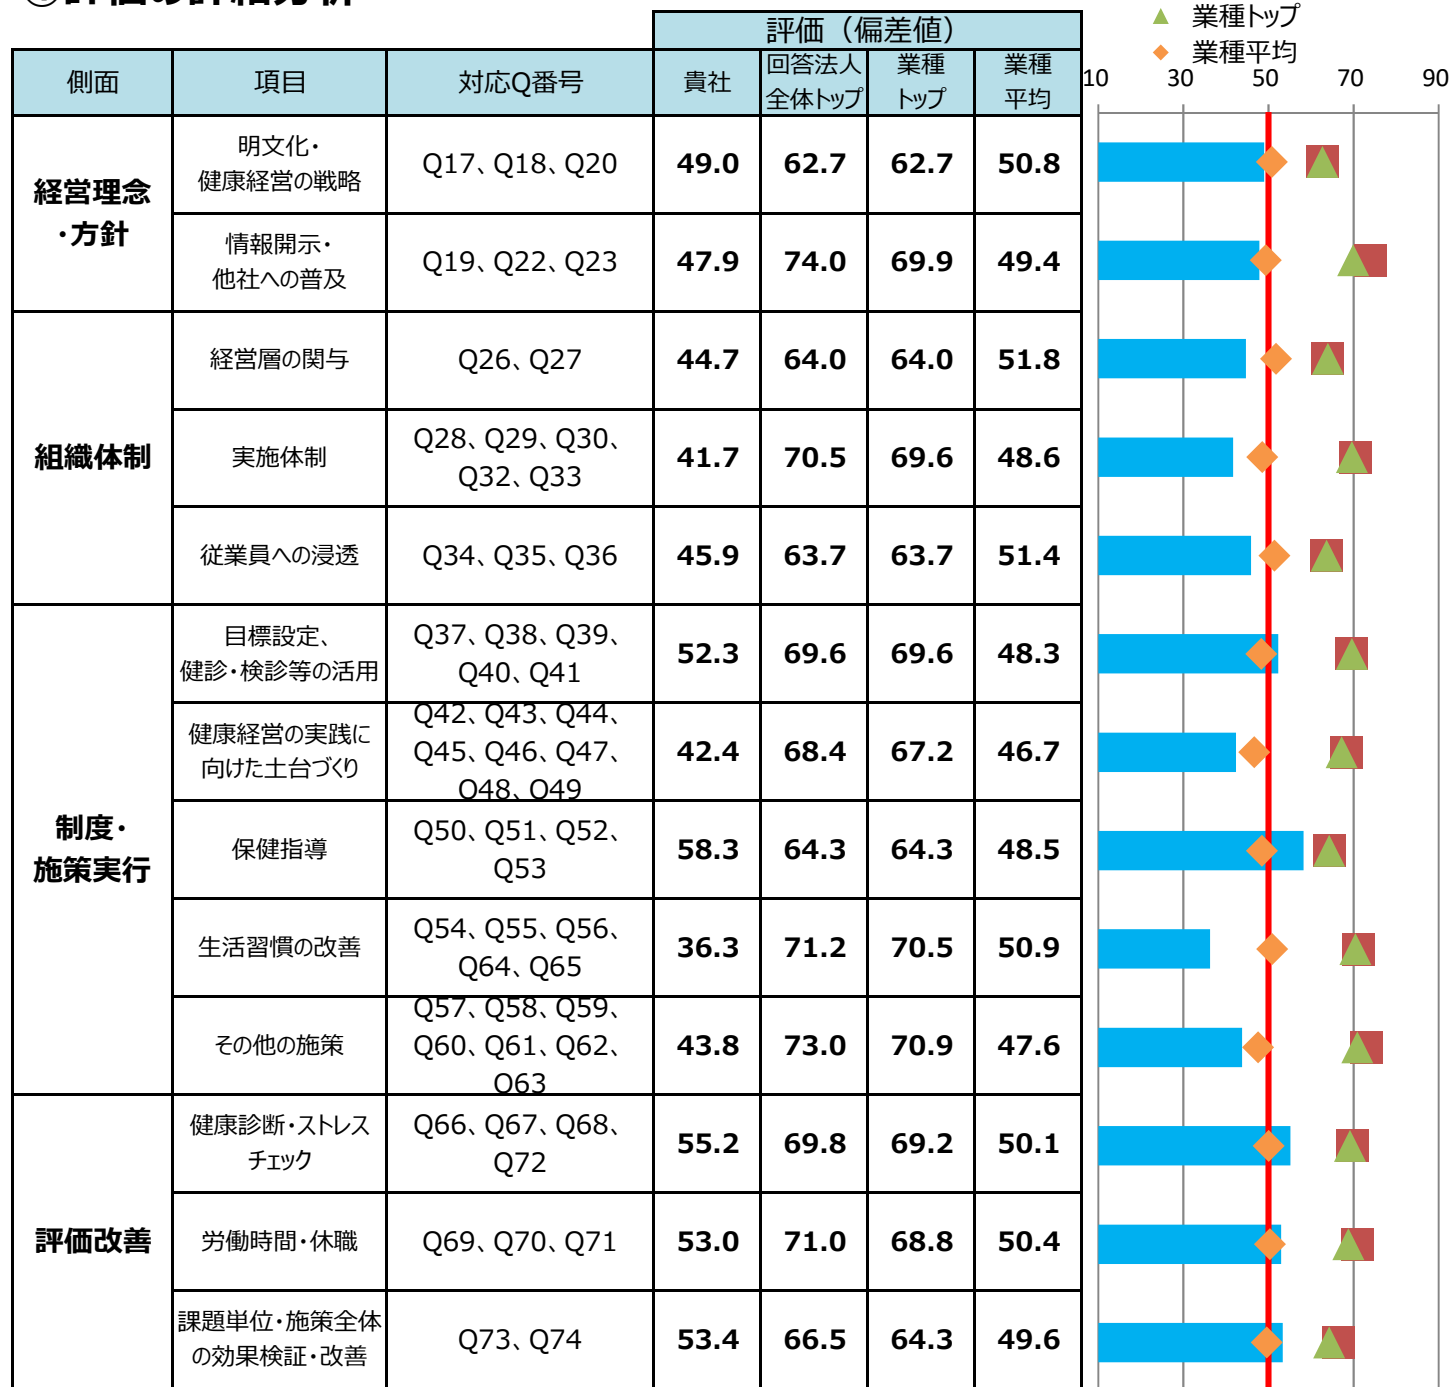 ①評価の詳細分析
▲ 業種トップ
◆ 業種平均
評価（偏差値）
側面 項目 対応Q番号 貴社 回答法人 業種 業種
全体トップ トップ 平均
10 30 50 70 90
経営理念
・方針
明文化・
健康経営の戦略
Q17、Q18、Q20 49.0 62.7 62.7 50.8
情報開示・
他社への普及
Q19、Q22、Q23 47.9 74.0 69.9 49.4
組織体制
経営層の関与 Q26、Q27 44.7 64.0 64.0 51.8
実施体制
Q28、Q29、Q30、
Q32、Q33
41.7 70.5 69.6 48.6
従業員への浸透 Q34、Q35、Q36 45.9 63.7 63.7 51.4
制度・
施策実行
目標設定、
健診・検診等の活用
Q37、Q38、Q39、
Q40、Q41
52.3 69.6 69.6 48.3
健康経営の実践に
向けた土台づくり
Q42、Q43、Q44、
Q45、Q46、Q47、
Q48、Q49
42.4 68.4 67.2 46.7
保健指導
Q50、Q51、Q52、
Q53
58.3 64.3 64.3 48.5
生活習慣の改善
Q54、Q55、Q56、
Q64、Q65
36.3 71.2 70.5 50.9
その他の施策
Q57、Q58、Q59、
Q60、Q61、Q62、
Q63
43.8 73.0 70.9 47.6
評価改善
健康診断・ストレス
チェック
Q66、Q67、Q68、
Q72
55.2 69.8 69.2 50.1
労働時間・休職 Q69、Q70、Q71 53.0 71.0 68.8 50.4
課題単位・施策全体
の効果検証・改善
Q73、Q74 53.4 66.5 64.3 49.6